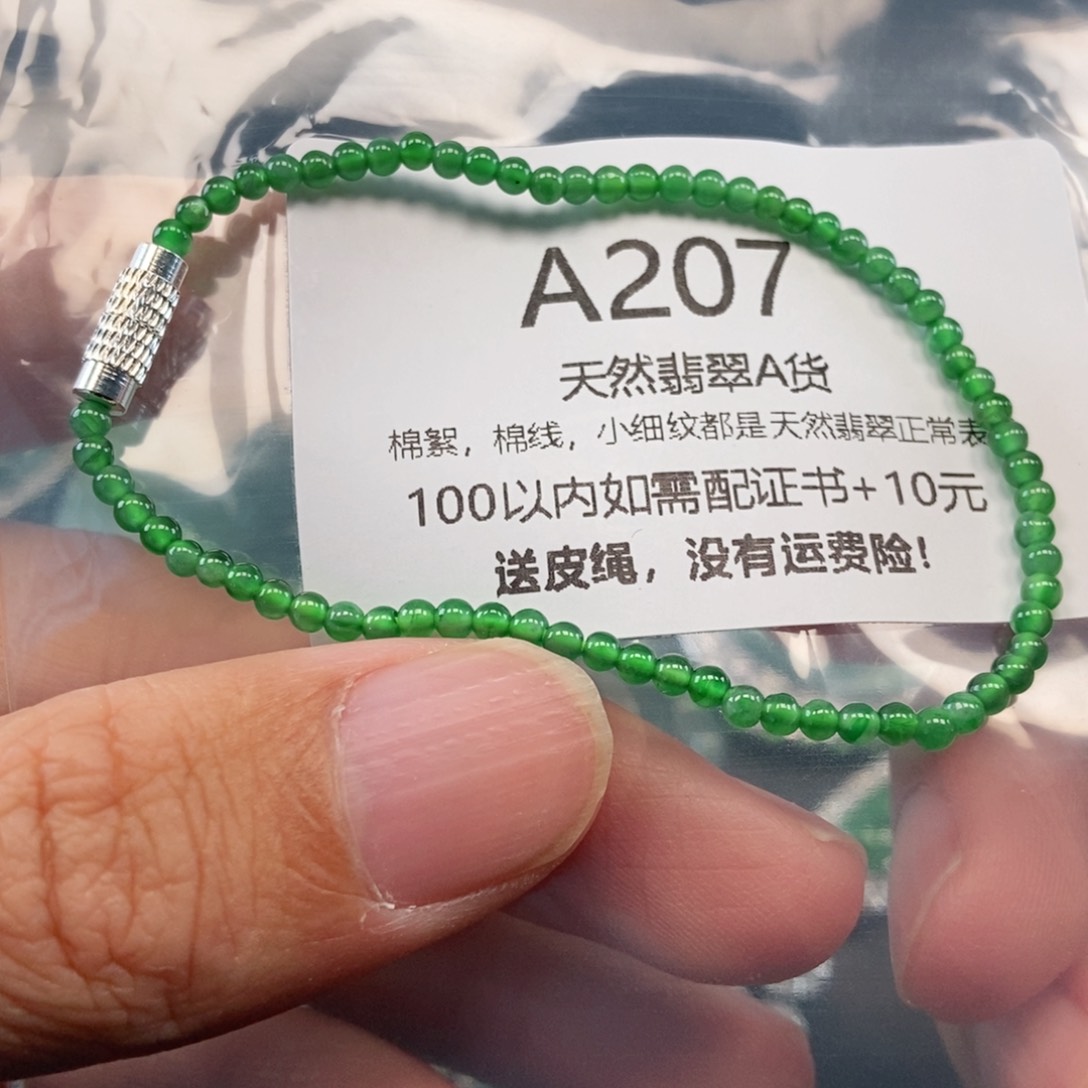 A207
天然翡翠A货
棉絮，棉线，小细纹都是天然翡翠正常表
100以内如需配证书+10元
送皮绳，没有运费险！